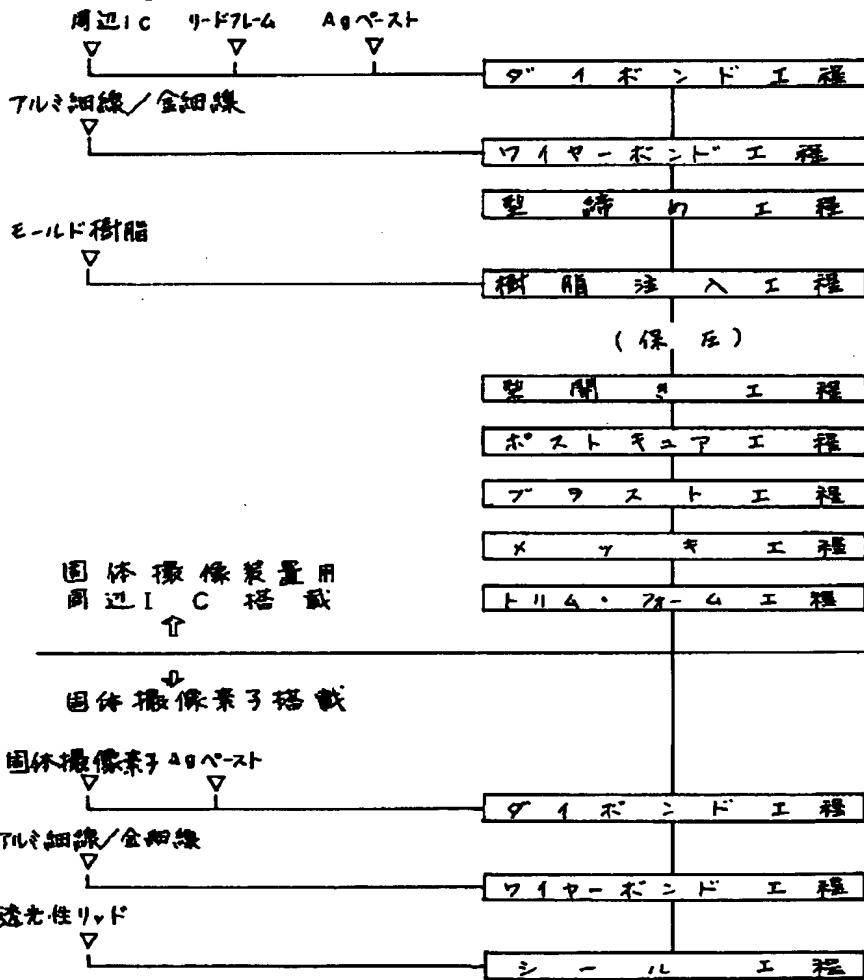 周辺IC リードフレーム Agペースト
ダイボンド工程
アルミ細線／金細線
ワイヤーボンド工程
型締め工程
モールド樹脂
樹脂注入工程
(保圧)
型開き工程
ポストキュア工程
ブラスト工程
メッキ工程
固体撮像装置用
周辺IC搭載
トリム・フォーム工程
固体撮像素子搭載
固体撮像素子 Agペースト
ダイボンド工程
アルミ細線／金細線
ワイヤーボンド工程
透光性リッド
シール工程